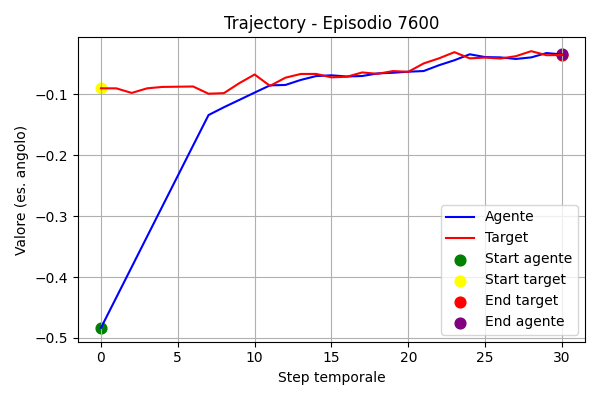 Trajectory - Episodio 7600
Valore (es. angolo)
−0.1
−0.2
−0.3
−0.4
−0.5
0
5
10
15
20
25
30
Step temporale
Agente
Target
Start agente
Start target
End target
End agente